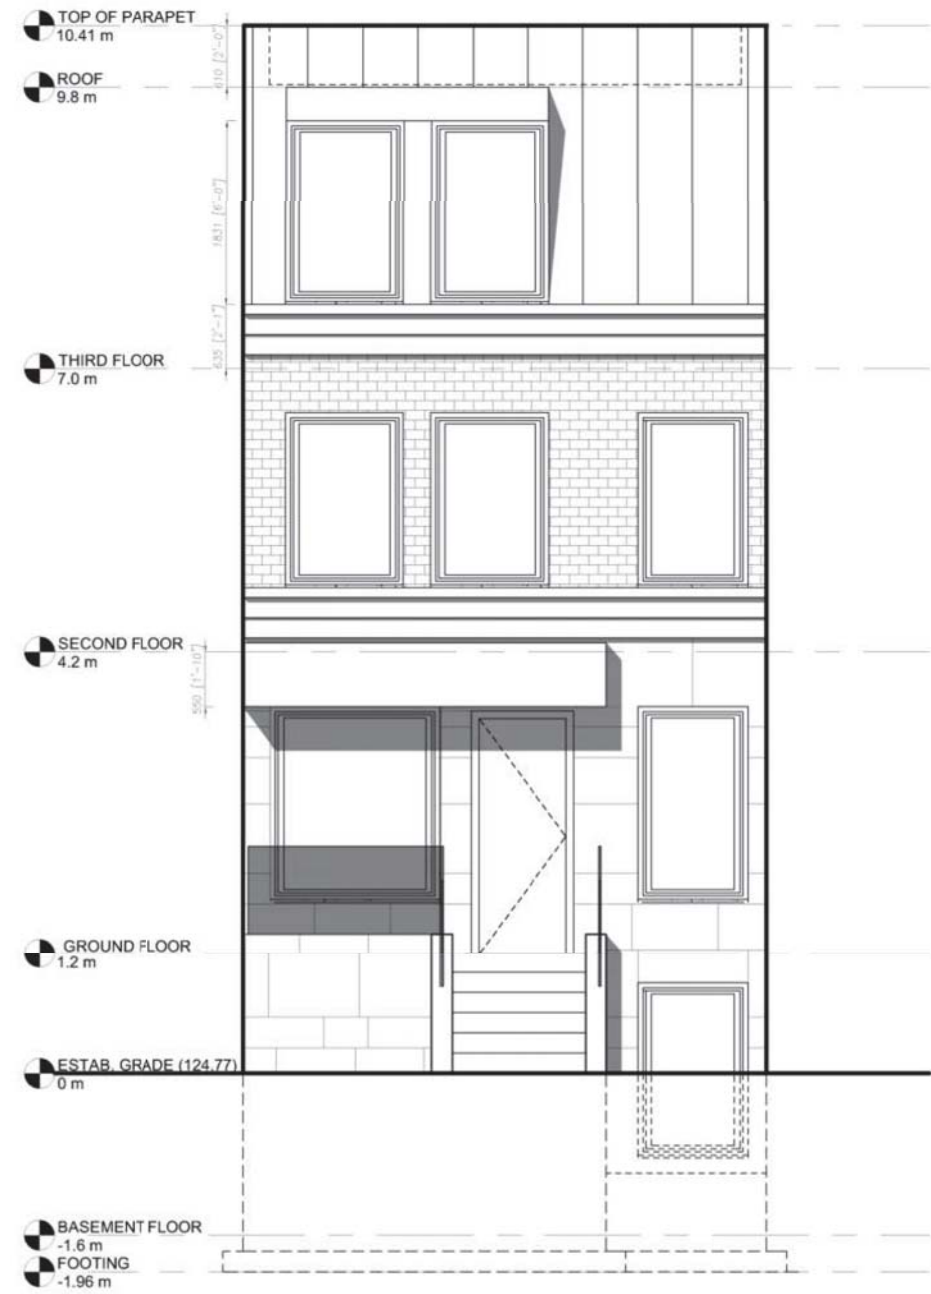 TOP OF PARAPET
10.41 m
610 [2'-0"]
ROOF
9.8 m
1831 [6'-0"]
635 [2'-1"]
THIRD FLOOR
7.0 m
SECOND FLOOR
4.2 m
550 [1'-10"]
GROUND FLOOR
1.2 m
ESTAB. GRADE (124.77)
0 m
BASEMENT FLOOR
-1.6 m
FOOTING
-1.96 m